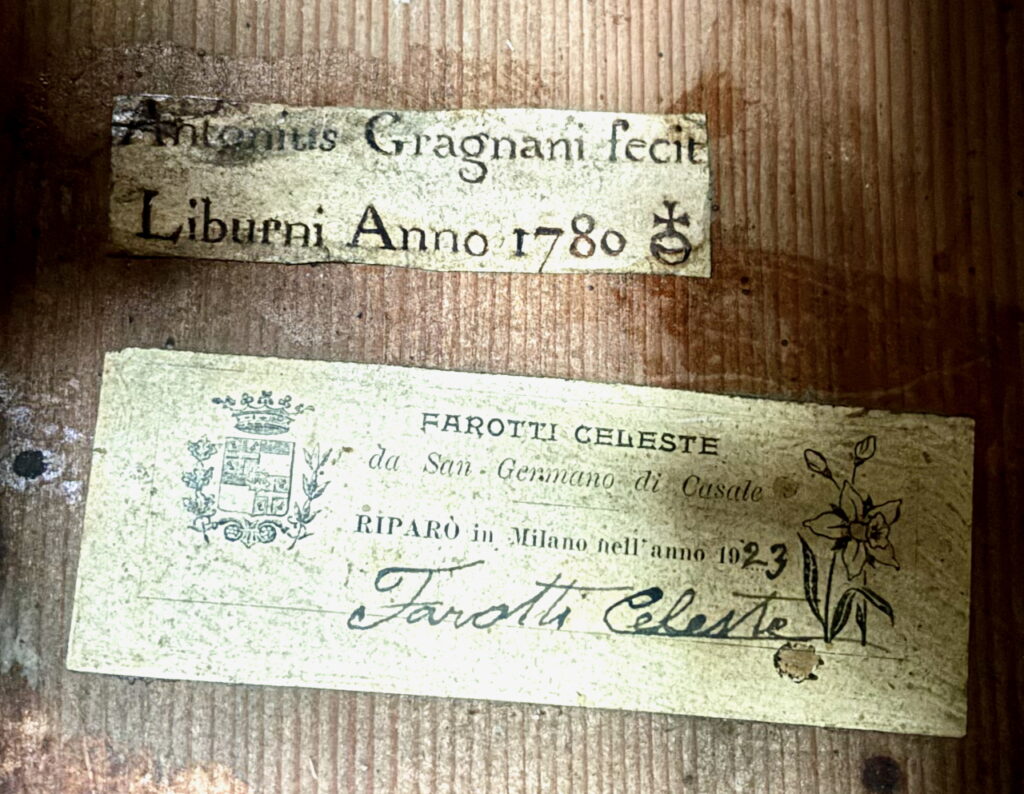 Antonius Gragnani fecit
Liburni Anno 1780
FAROTTI CELESTE
da San Germano di Casale
RIPARÒ in Milano nell'anno 1923
Farotti Celeste